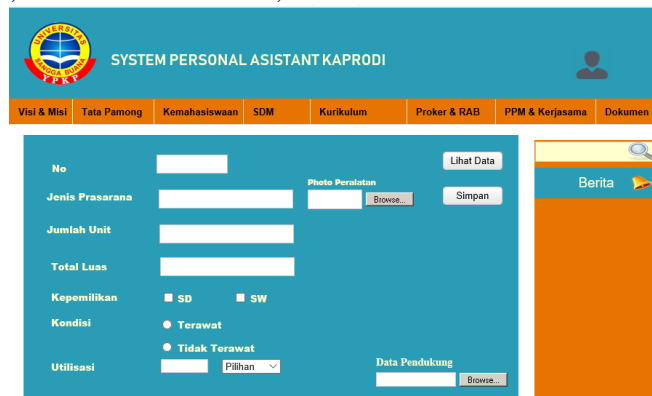 UNIVERSITAS
SANGGA BUANA
YPKP
SYSTEM PERSONAL ASISTANT KAPRODI
Visi & Misi Tata Pamong Kemahasiswaan SDM Kurikulum Proker & RAB PPM & Kerjasama Dokumen
No
Lihat Data
Photo Peralatan
Jenis Prasarana
Browse...
Simpan
Berita
Jumlah Unit
Total Luas
Kepemilikan SD SW
Kondisi Terawat
Tidak Terawat
Utilisasi Pilihan
Data Pendukung
Browse...